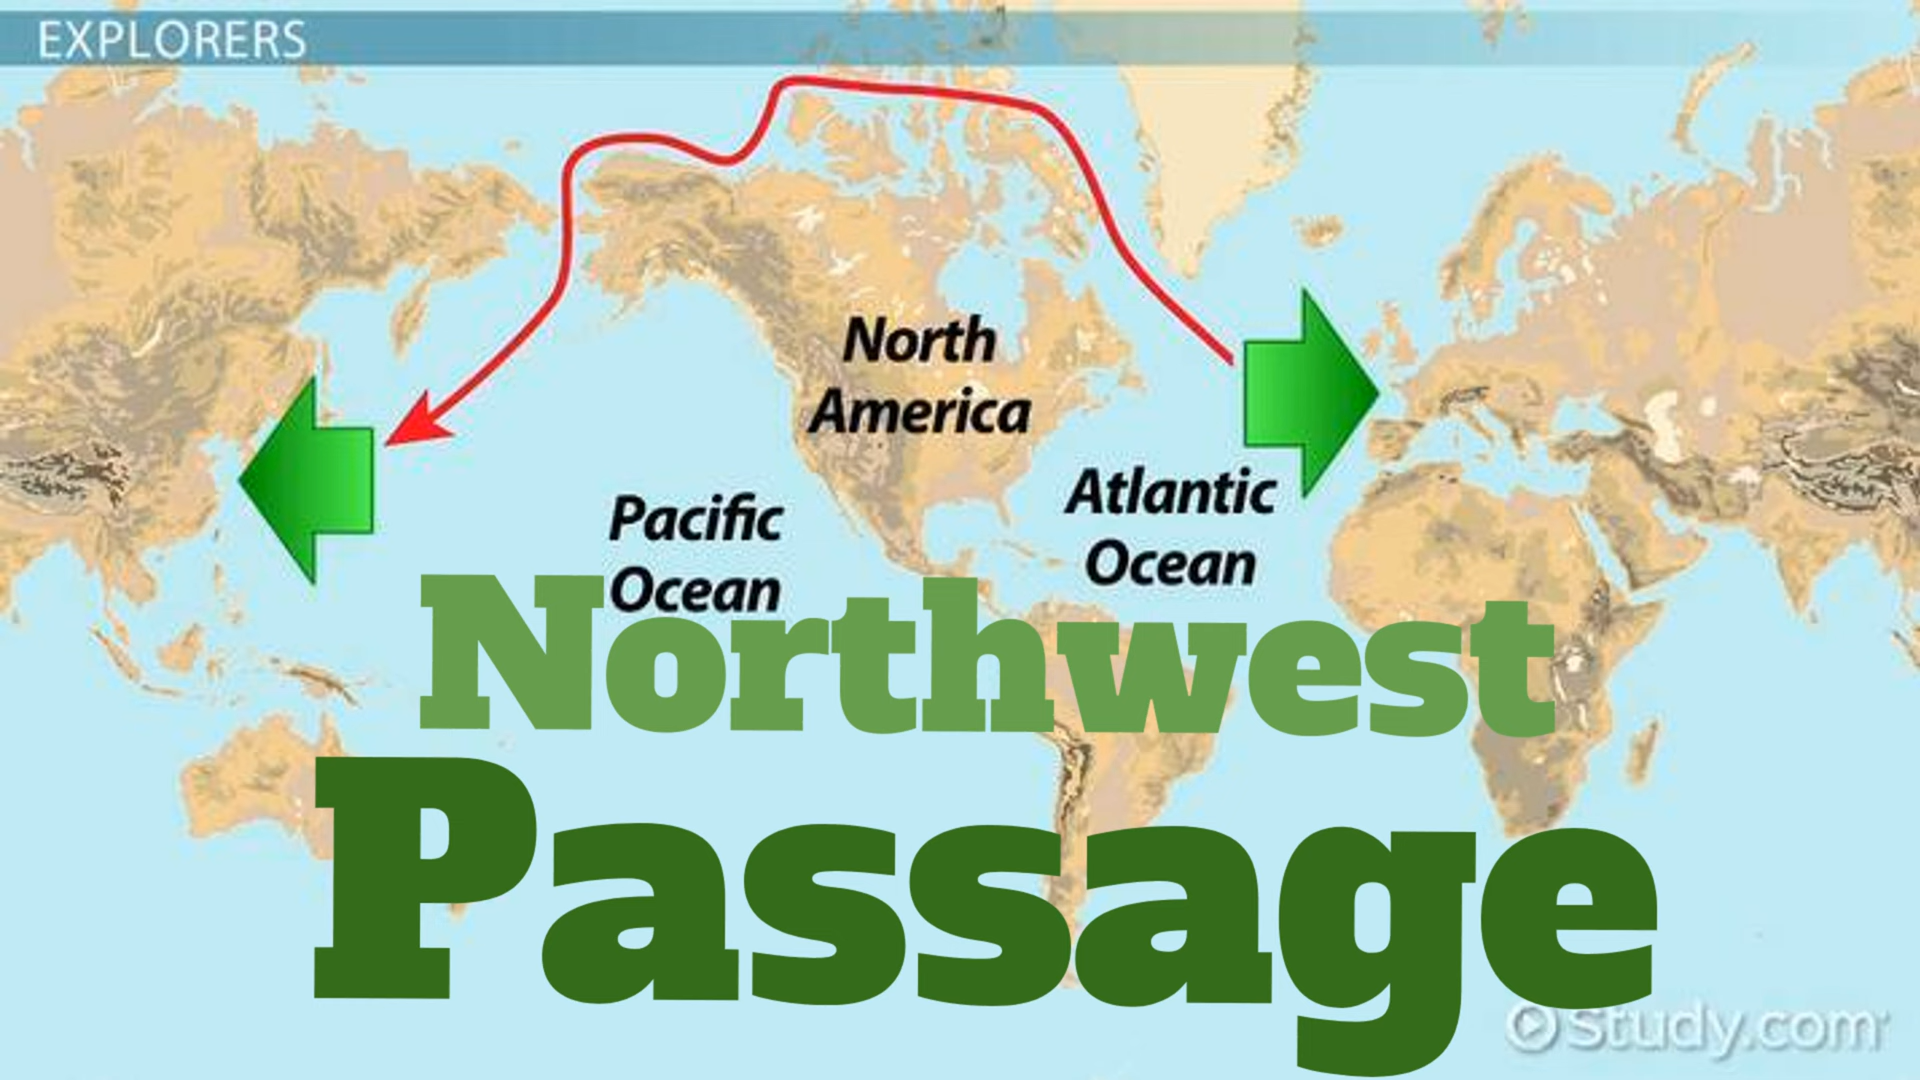 EXPLORERS
North
America
Atlantic
Ocean
Pacific
Ocean
Northwest
Passage
Study.com